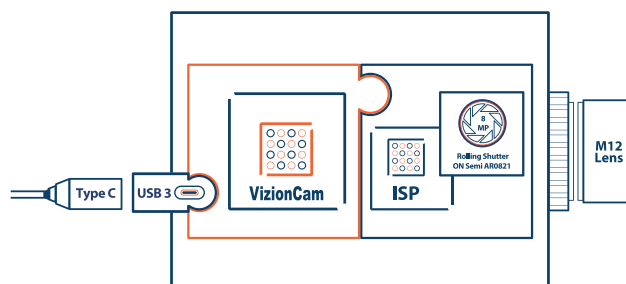 Type C
USB 3
VizionCam
ISP
8
MP
Rolling Shutter
ON Semi AR0821
M12
Lens